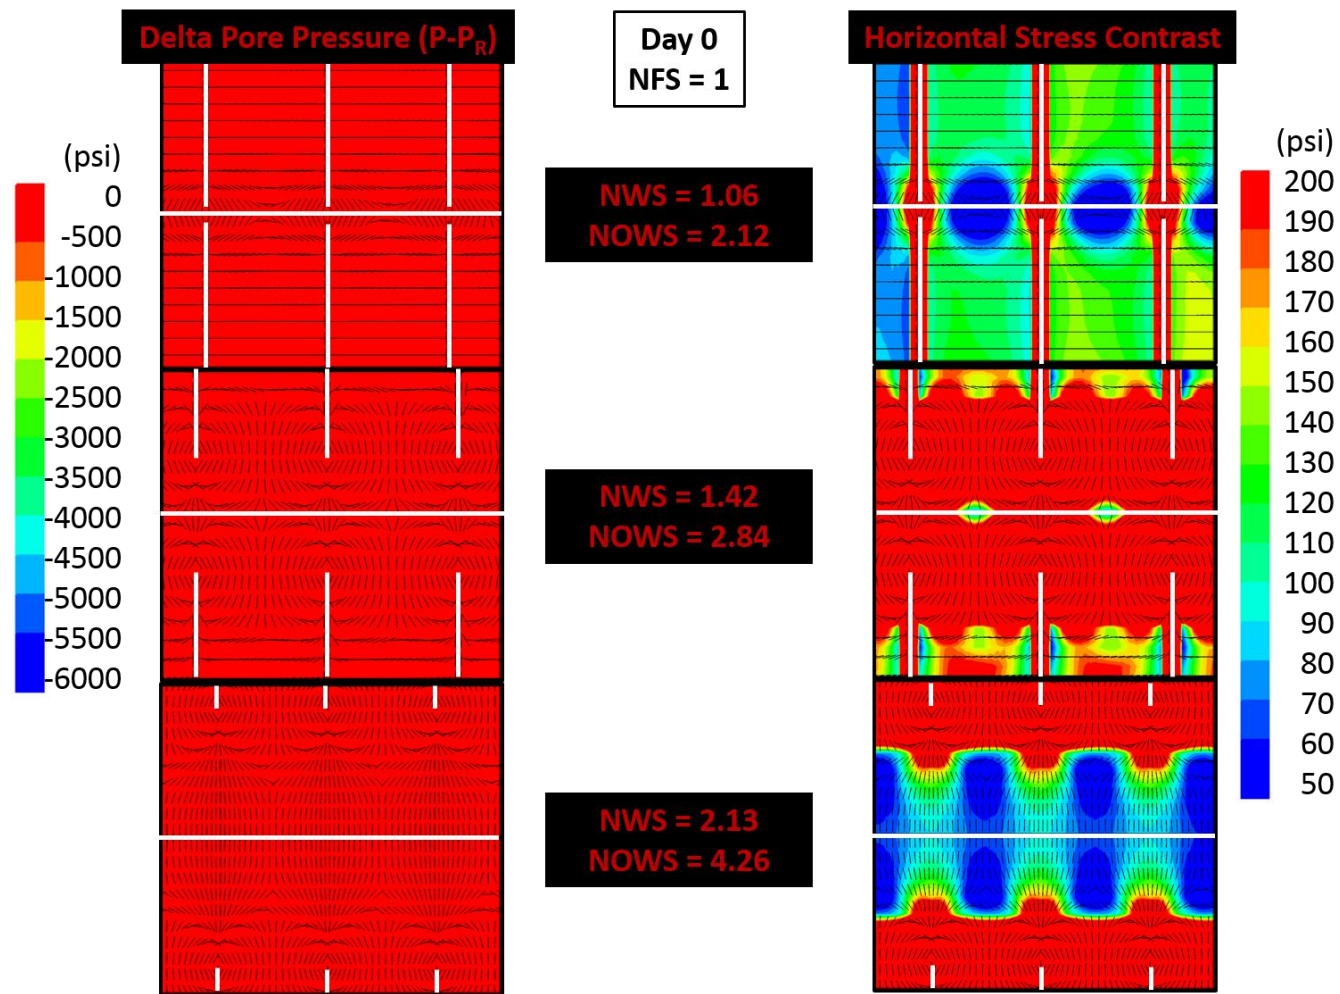 Delta Pore Pressure (P-PR)
Day 0
NFS = 1
Horizontal Stress Contrast
(psi)
0
-500
-1000
-1500
-2000
-2500
-3000
-3500
-4000
-4500
-5000
-5500
-6000
NWS = 1.06
NOWS = 2.12
NWS = 1.42
NOWS = 2.84
NWS = 2.13
NOWS = 4.26
(psi)
200
190
180
170
160
150
140
130
120
110
100
90
80
70
60
50